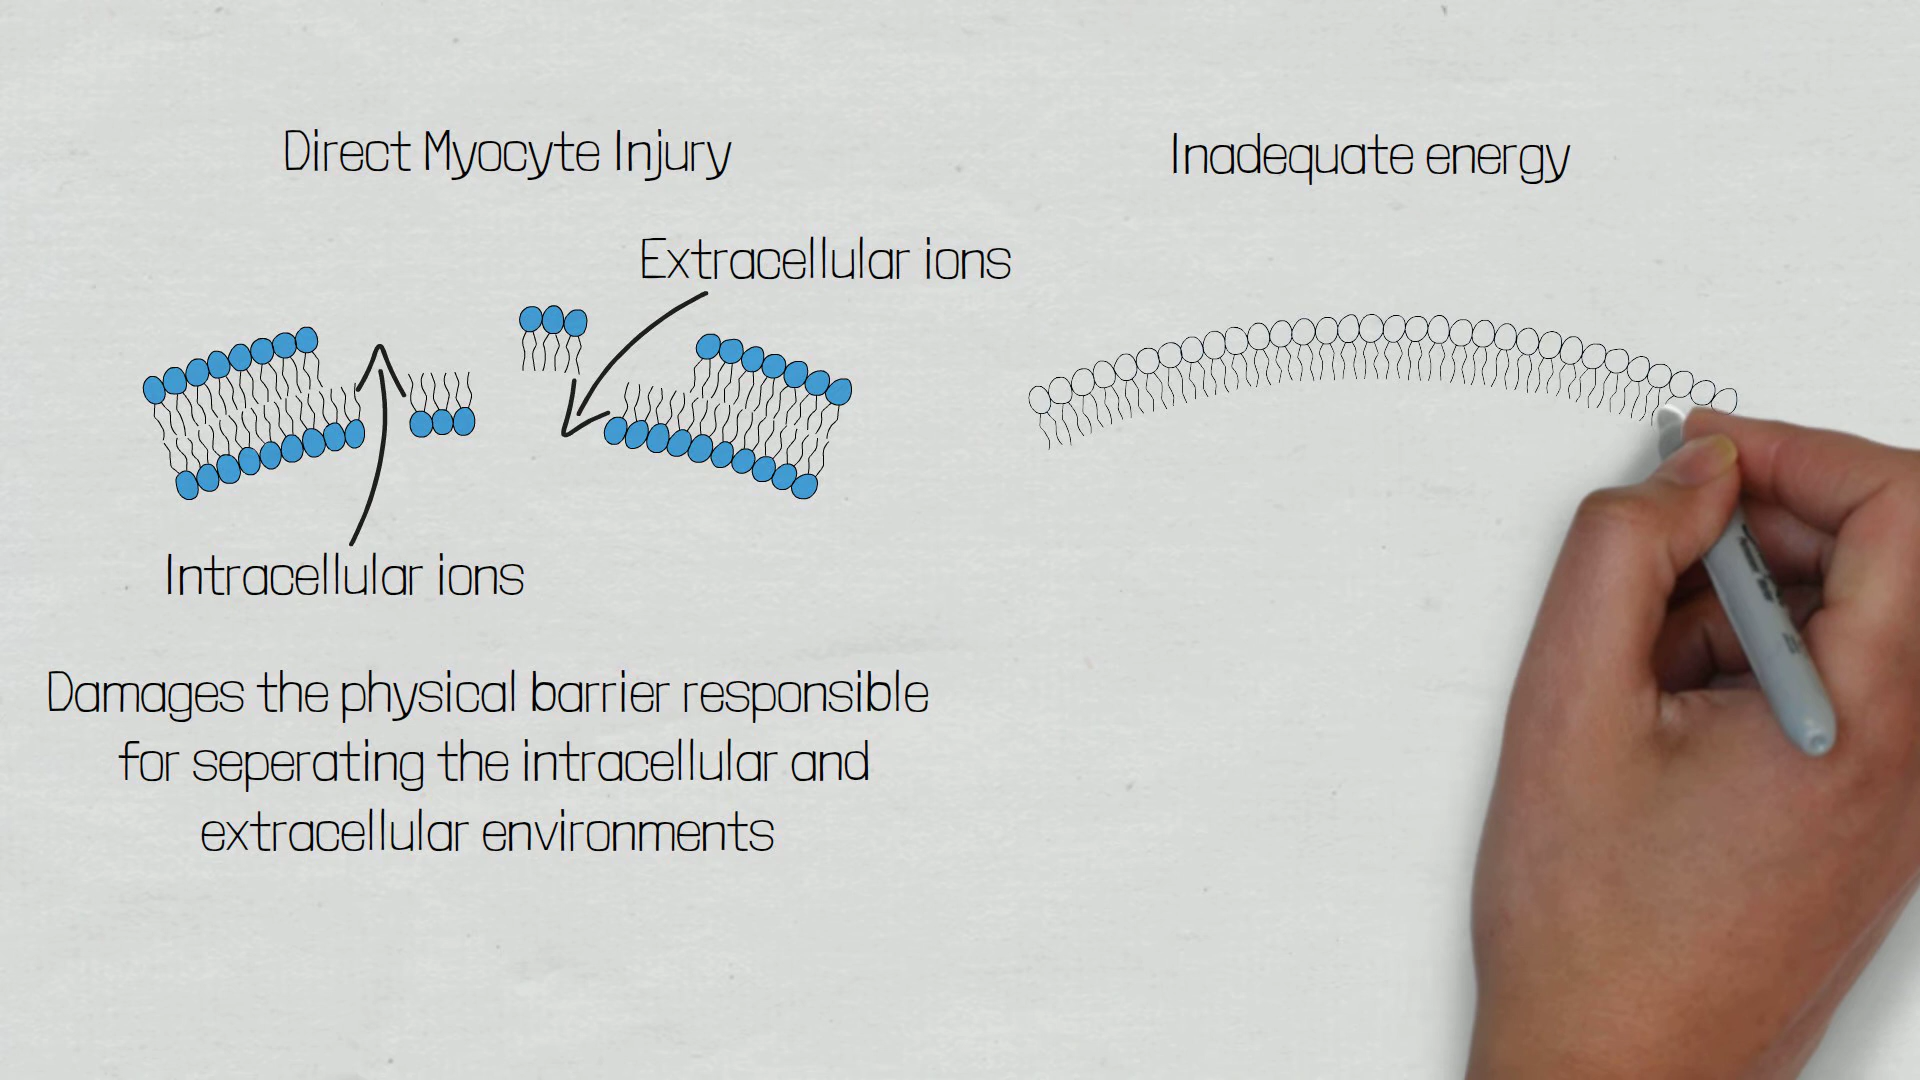 Direct Myocyte Injury
Inadequate energy
Extracellular ions
Intracellular ions
Damages the physical barrier responsible
for seperating the intracellular and
extracellular environments